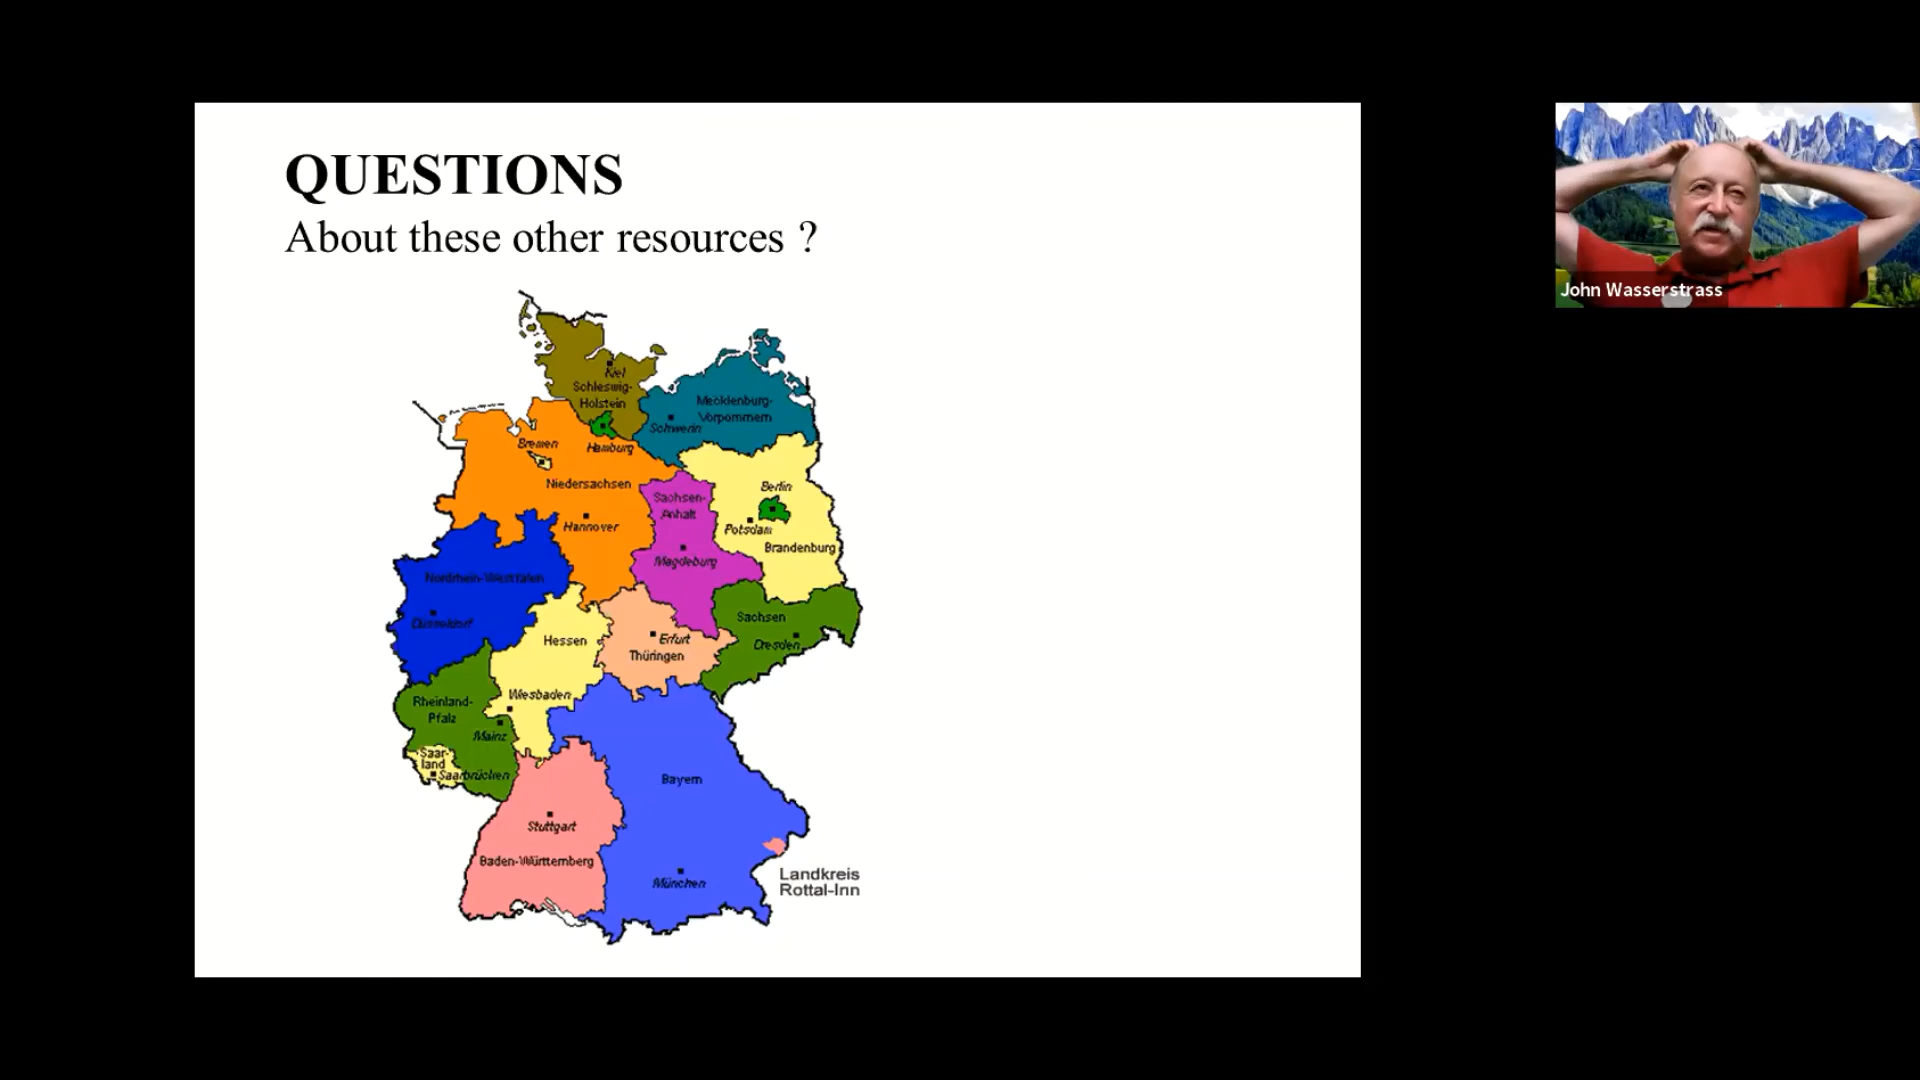 QUESTIONS
About these other resources ?
John Wasserstrass
Kiel
Schleswig-
Holstein
Mecklenburg-
Vorpommern
Schwerin
Bremen
Hamburg
Niedersachsen
Hannover
Sachsen-
Anhalt
Magdeburg
Berlin
Potsdam
Brandenburg
Nordrhein-Westfalen
Düsseldorf
Hessen
Wiesbaden
Erfurt
Thüringen
Sachsen
Dresden
Rheinland-
Pfalz
Mainz
Saar-
land
Saarbrücken
Bayern
Stuttgart
Baden-Württemberg
München
Landkreis
Rottal-Inn